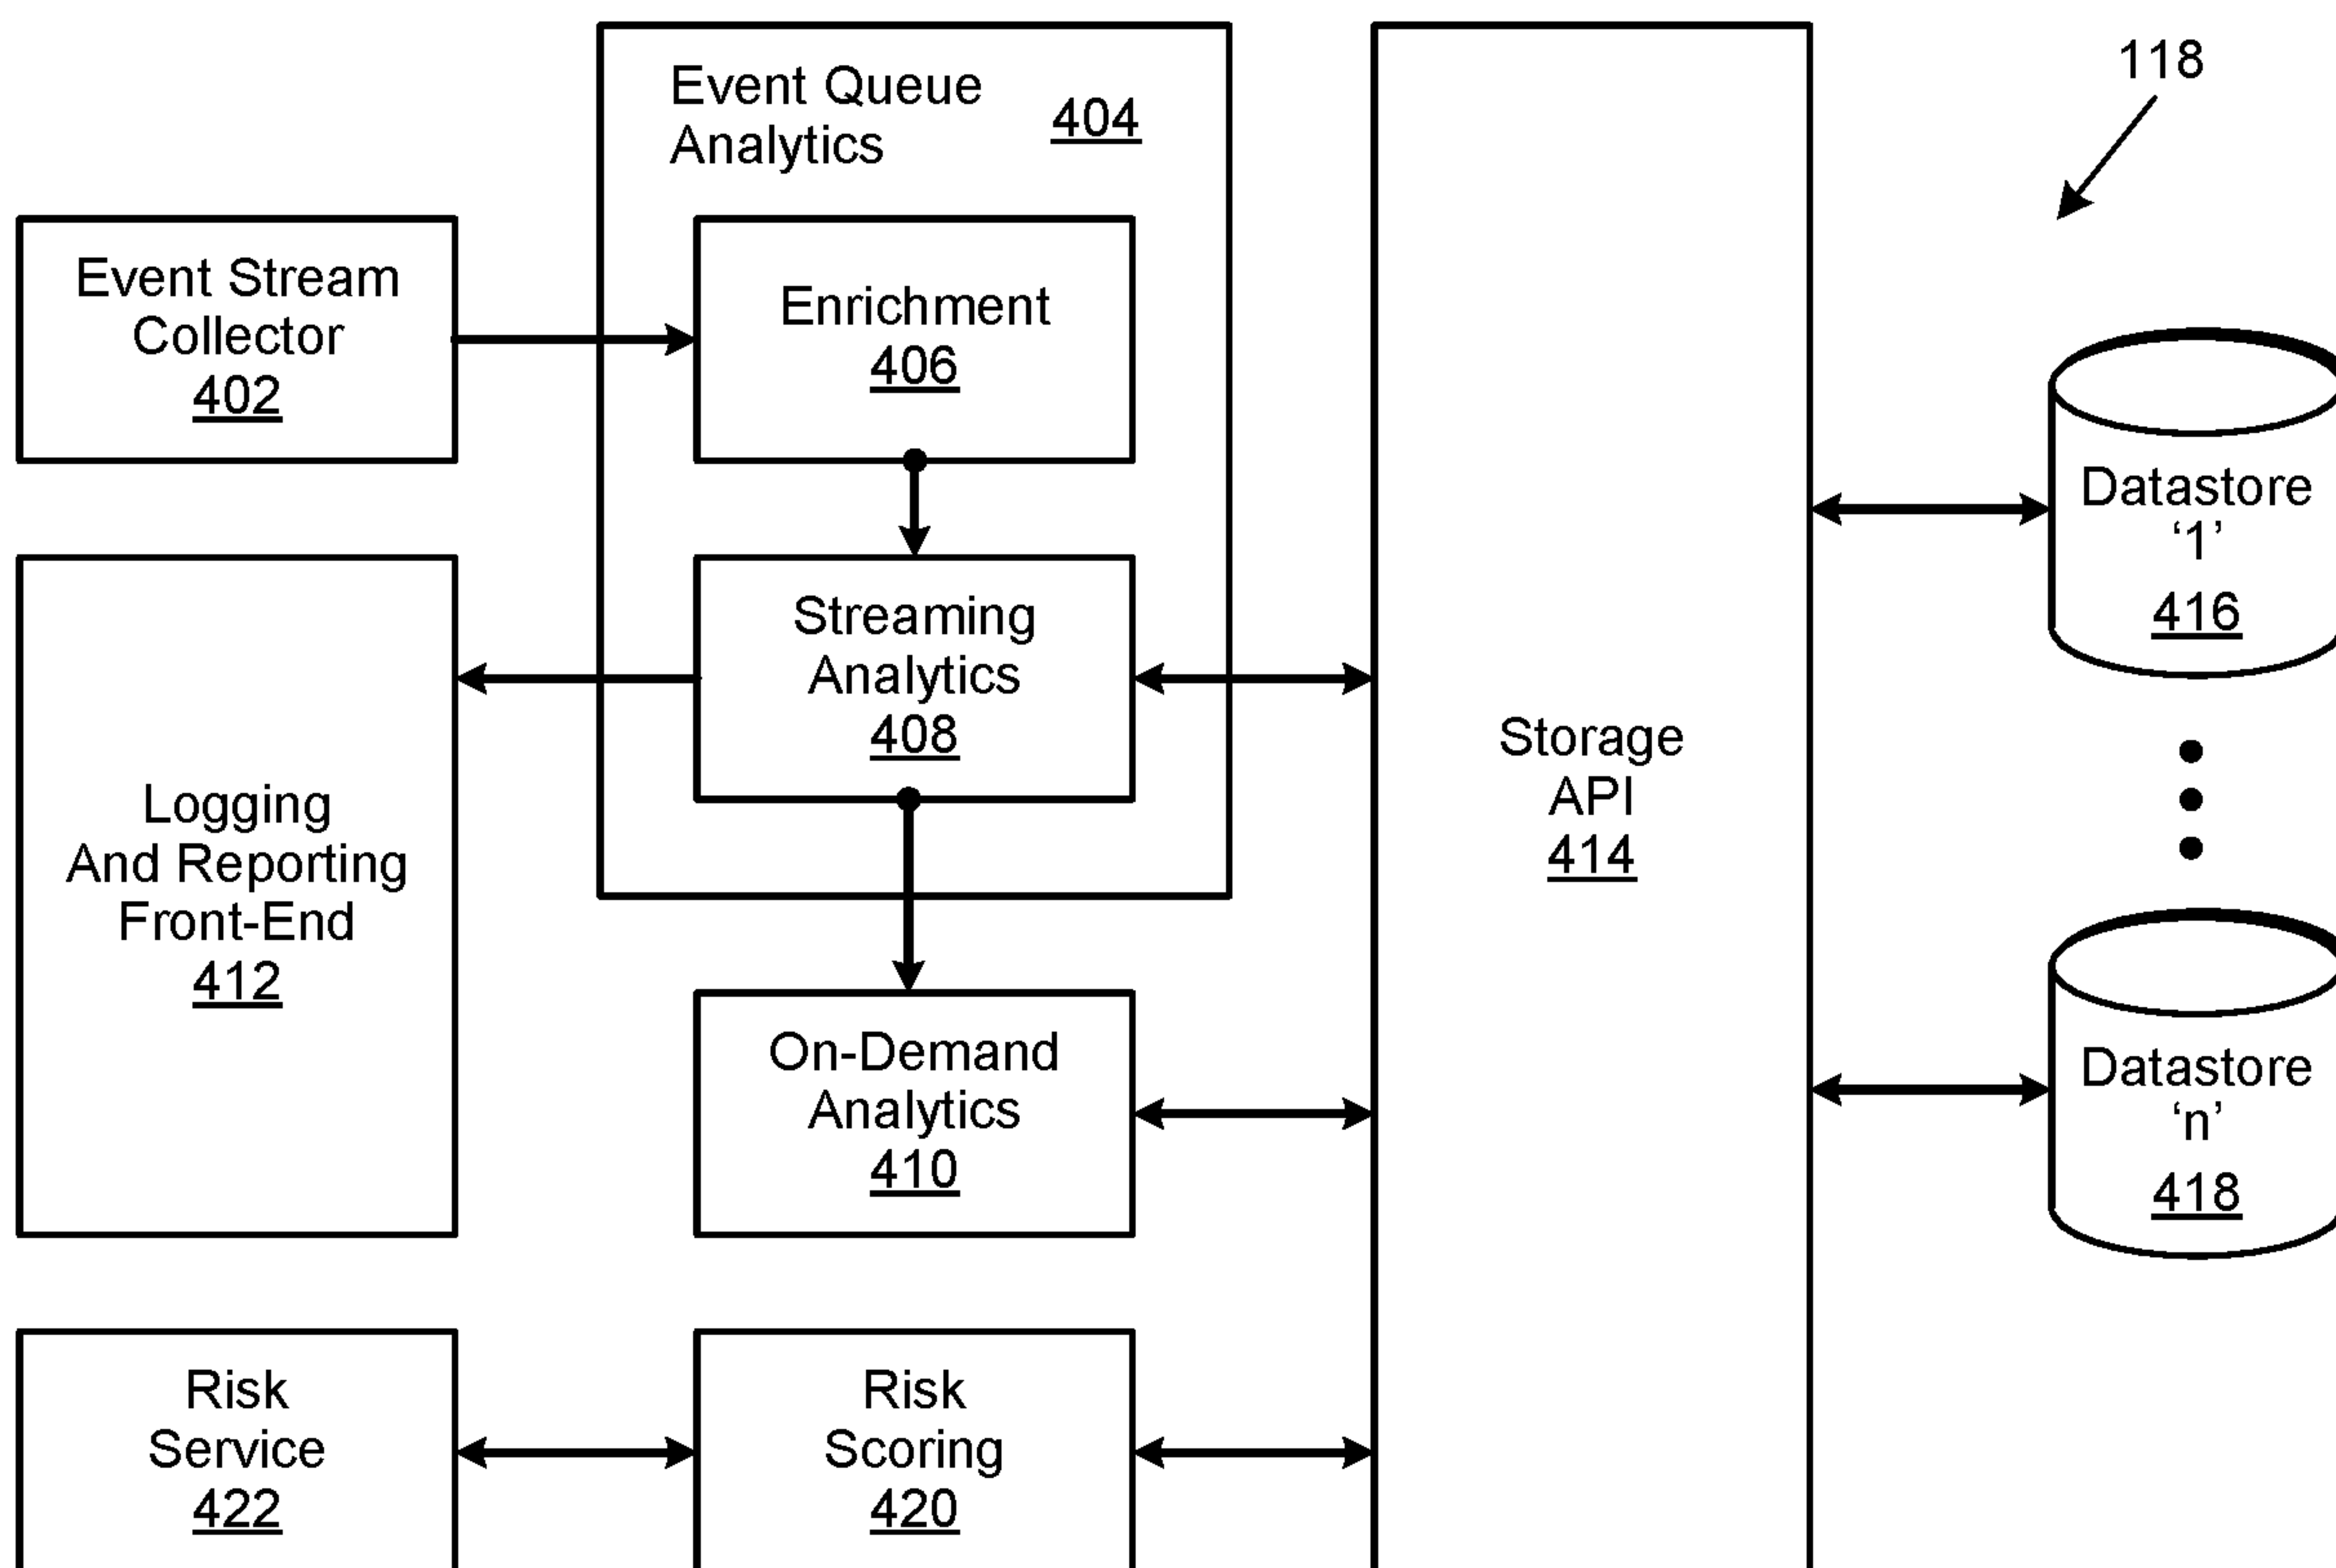 Event Queue
Analytics
404
118
Event Stream
Collector
402
Enrichment
406
Datastore
‘1’
416
Streaming
Analytics
408
Storage
API
414
Logging
And Reporting
Front-End
412
On-Demand
Analytics
410
Datastore
‘n’
418
Risk
Service
422
Risk
Scoring
420